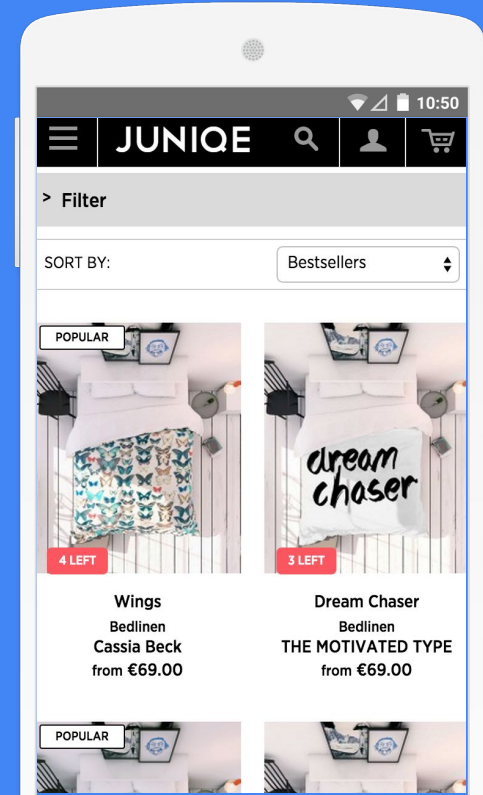 10:50
JUNIQE
> Filter
SORT BY:
Bestsellers
POPULAR
dream
chaser
4 LEFT
3 LEFT
Wings
Bedlinen
Cassia Beck
from €69.00
Dream Chaser
Bedlinen
THE MOTIVATED TYPE
from €69.00
POPULAR